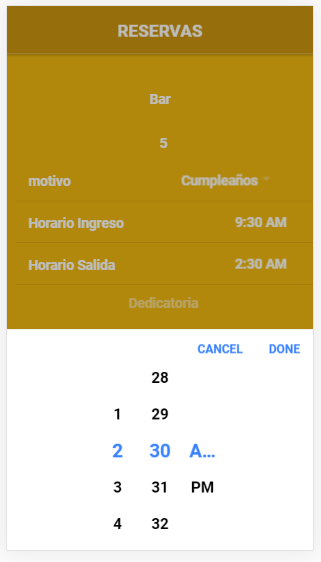 RESERVAS
Bar
5
motivo Cumpleaños
Horario Ingreso 9:30 AM
Horario Salida 2:30 AM
Dedicatoria
CANCEL DONE
28
1 29
2 30 A...
3 31 PM
4 32